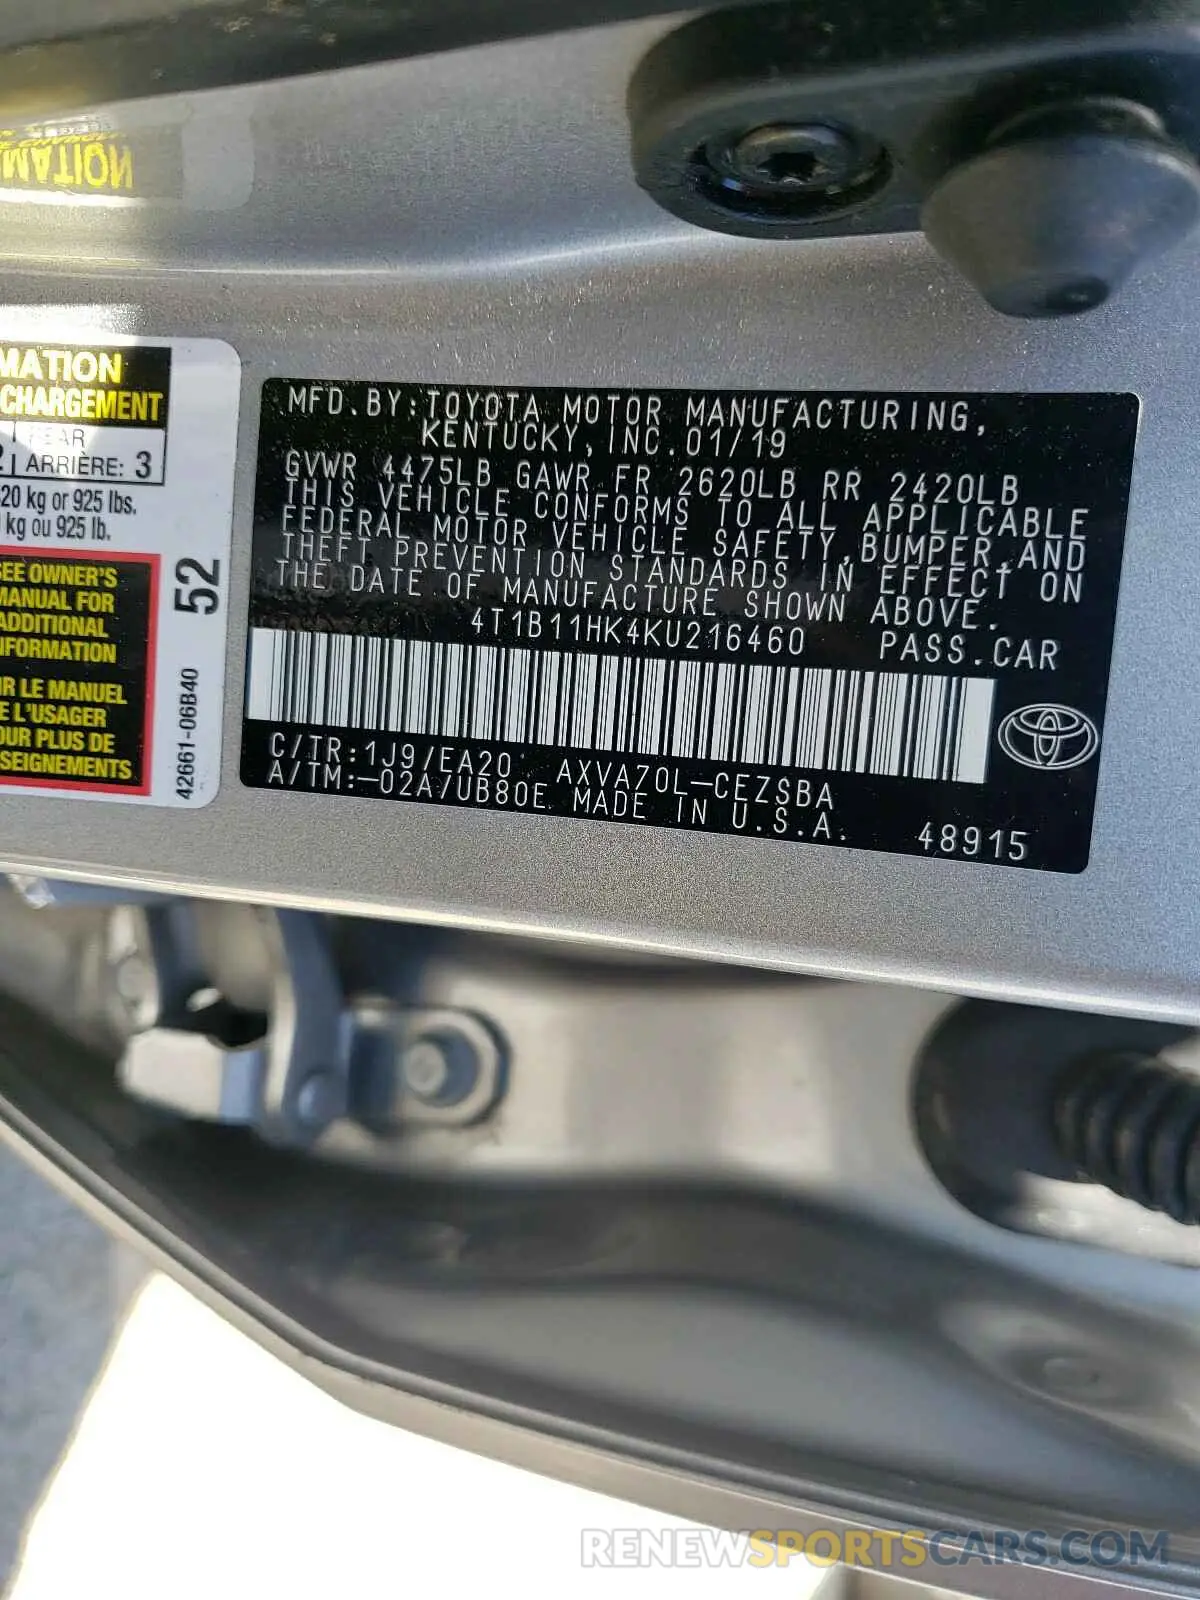 MATION
MATION
CHARGEMENT
ARRIÈRE: 3
20 kg or 925 lbs.
kg ou 925 lb.
SEE OWNER'S
MANUAL FOR
ADDITIONAL
INFORMATION
R LE MANUEL
E L'USAGER
OUR PLUS DE
SEIGNEMENTS
52
42661-06B40
MFD.BY:TOYOTA MOTOR MANUFACTURING,
KENTUCKY, INC. 01/19
GVWR 4475LB GAWR FR 2620LB RR 2420LB
THIS VEHICLE CONFORMS TO ALL APPLICABLE
FEDERAL MOTOR VEHICLE SAFETY, BUMPER, AND
THEFT PREVENTION STANDARDS IN EFFECT ON
THE DATE OF MANUFACTURE SHOWN ABOVE.
4T1B11HK4KU216460 PASS.CAR
C/TR:1J9/EA20 AXVA70L-CEZSBA
A/TM:-02A/UB80E MADE IN U.S.A. 48915
RENEWSPORTSCARS.COM